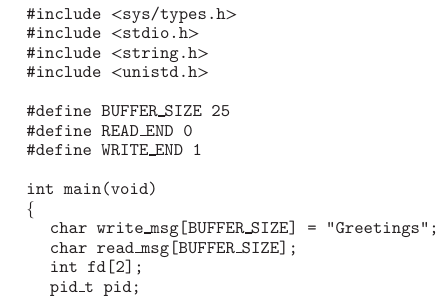 #include <sys/types.h>
#include <stdio.h>
#include <string.h>
#include <unistd.h>

#define BUFFER_SIZE 25
#define READ_END 0
#define WRITE_END 1

int main(void)
{
    char write_msg[BUFFER_SIZE] = "Greetings";
    char read_msg[BUFFER_SIZE];
    int fd[2];
    pid_t pid;